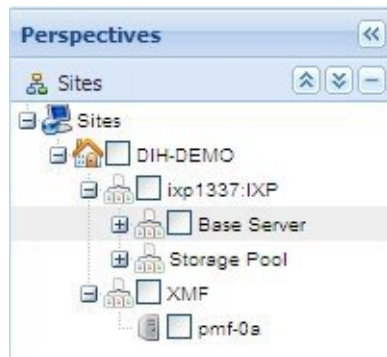 Perspectives
Sites
Sites
DIH-DEMO
ixp1337:IXP
Base Server
Storage Pool
XMF
pmf-0a